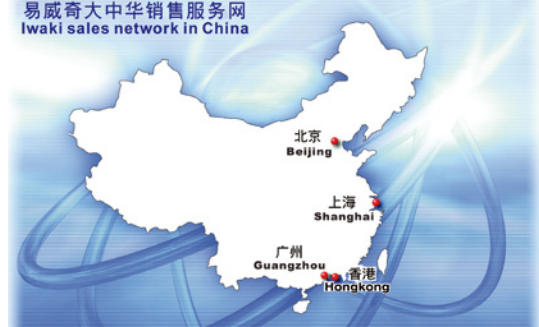 易威奇大中华销售服务网
Iwaki sales network in China
北京
Beijing
上海
Shanghai
广州
Guangzhou
香港
Hongkong